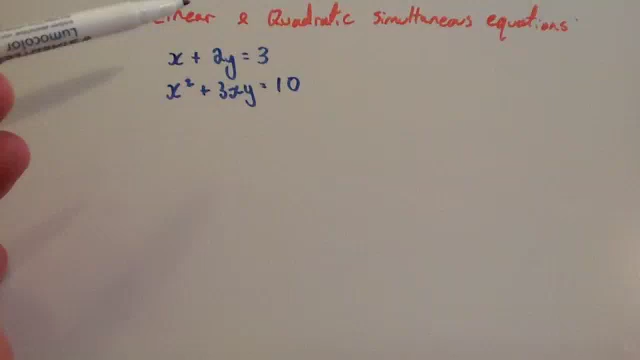 Lumocolor
Linear & Quadratic simultaneous equations.
x + 2y = 3
x² + 3xy = 10